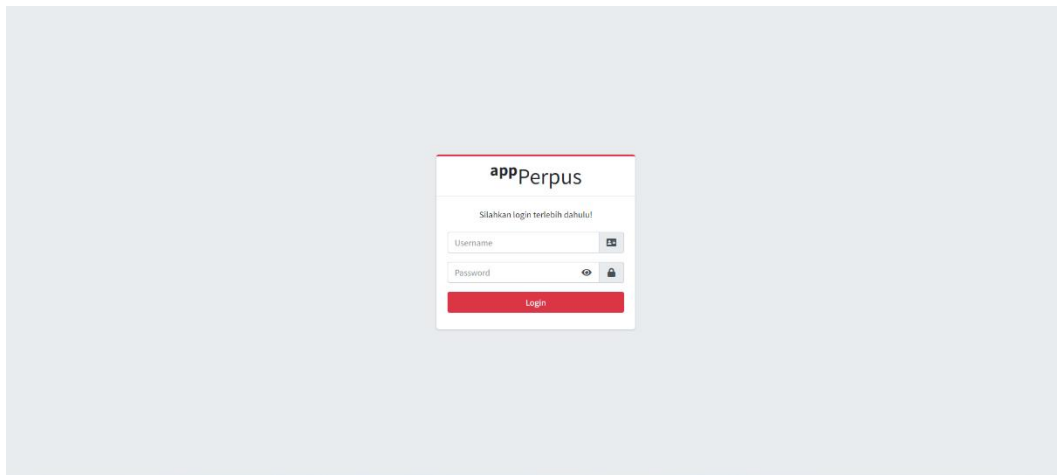 appPerpus
Silahkan login terlebih dahulu!
Username
Password
Login